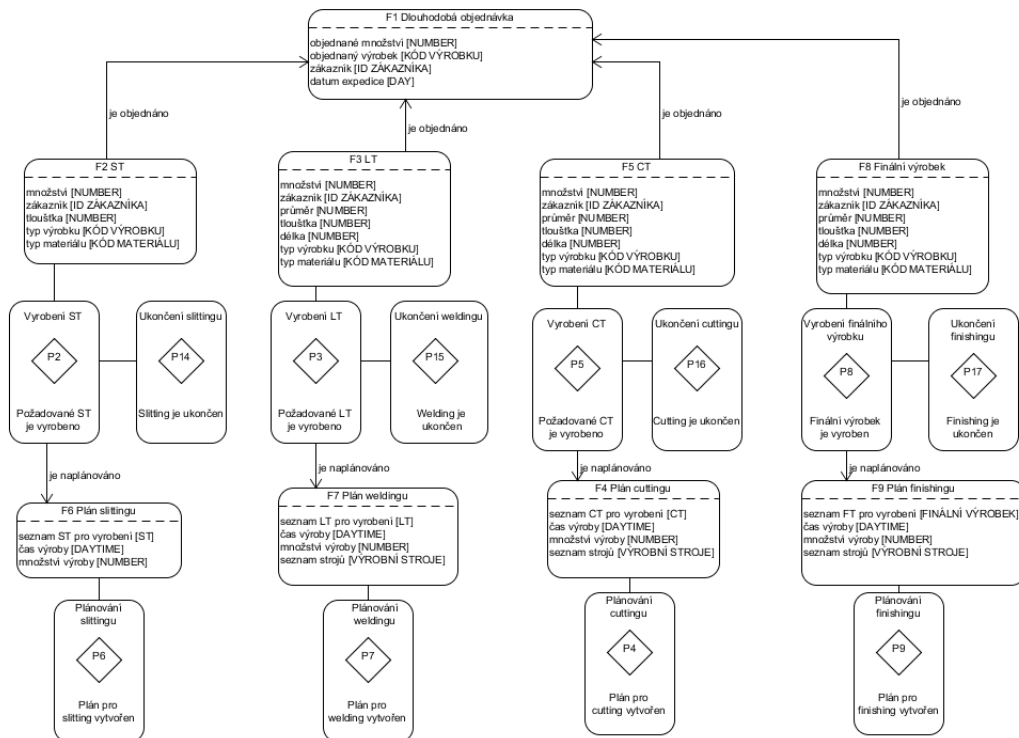 F1 Dlouhodobá objednávka
objednané množství [NUMBER]
objednaný výrobek [KÓD VÝROBKU]
zákazník [ID ZÁKAZNÍKA]
datum expedice [DAY]
je objednáno
je objednáno
je objednáno
je objednáno
F2 ST
množství [NUMBER]
zákazník [ID ZÁKAZNÍKA]
tloušťka [NUMBER]
typ výrobku [KÓD VÝROBKU]
typ materiálu [KÓD MATERIÁLU]
F3 LT
množství [NUMBER]
zákazník [ID ZÁKAZNÍKA]
průměr [NUMBER]
tloušťka [NUMBER]
délka [NUMBER]
typ výrobku [KÓD VÝROBKU]
typ materiálu [KÓD MATERIÁLU]
F5 CT
množství [NUMBER]
zákazník [ID ZÁKAZNÍKA]
průměr [NUMBER]
tloušťka [NUMBER]
délka [NUMBER]
typ výrobku [KÓD VÝROBKU]
typ materiálu [KÓD MATERIÁLU]
F8 Finální výrobek
množství [NUMBER]
zákazník [ID ZÁKAZNÍKA]
průměr [NUMBER]
tloušťka [NUMBER]
délka [NUMBER]
typ výrobku [KÓD VÝROBKU]
typ materiálu [KÓD MATERIÁLU]
Vyrobení ST
P2
Požadované ST
je vyrobeno
Ukončení slittingu
P14
Slitting je ukončen
Vyrobení LT
P3
Požadované LT
je vyrobeno
Ukončení weldingu
P15
Welding je
ukončen
Vyrobení CT
P5
Požadované CT
je vyrobeno
Ukončení cuttingu
P16
Cutting je ukončen
Vyrobení finálního
výrobku
P8
Finální výrobek
je vyroben
Ukončení
finishingu
P17
Finishing je
ukončen
je naplánováno
je naplánováno
je naplánováno
je naplánováno
F6 Plán slittingu
seznam ST pro vyrobení [ST]
čas výroby [DAYTIME]
množství výroby [NUMBER]
F7 Plán weldingu
seznam LT pro vyrobení [LT]
čas výroby [DAYTIME]
množství výroby [NUMBER]
seznam strojů [VÝROBNÍ STROJE]
F4 Plán cuttingu
seznam CT pro vyrobení [CT]
čas výroby [DAYTIME]
množství výroby [NUMBER]
seznam strojů [VÝROBNÍ STROJE]
F9 Plán finishingu
seznam FT pro vyrobení [FINÁLNÍ VÝROBEK]
čas výroby [DAYTIME]
množství výroby [NUMBER]
seznam strojů [VÝROBNÍ STROJE]
Plánování
slittingu
P6
Plán pro
slitting vytvořen
Plánování
weldingu
P7
Plán pro
welding vytvořen
Plánování
cuttingu
P4
Plán pro
cutting vytvořen
Plánování
finishingu
P9
Plán pro
finishing vytvořen